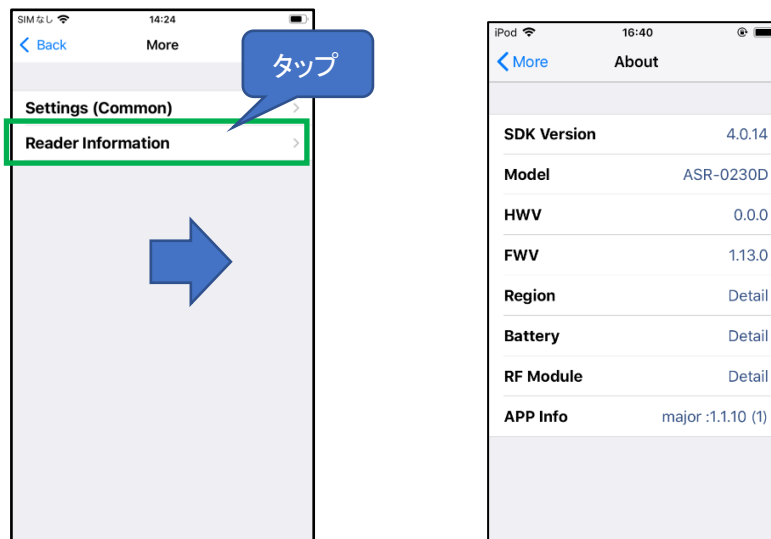 SIMなし 14:24
Back More
タップ
Settings (Common)
Reader Information
iPod 16:40
More About
SDK Version 4.0.14
Model ASR-0230D
HWV 0.0.0
FWV 1.13.0
Region Detail
Battery Detail
RF Module Detail
APP Info major :1.1.10 (1)